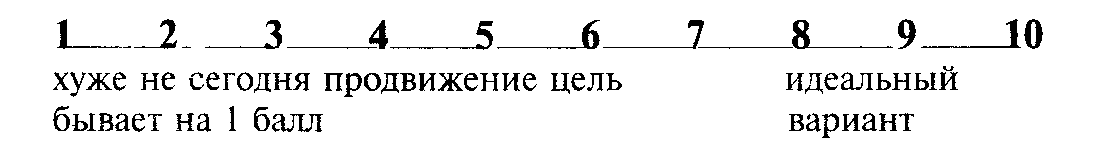 1 2 3 4 5 6 7 8 9 10
хуже не сегодня продвижение цель идеальный
бывает на 1 балл вариант